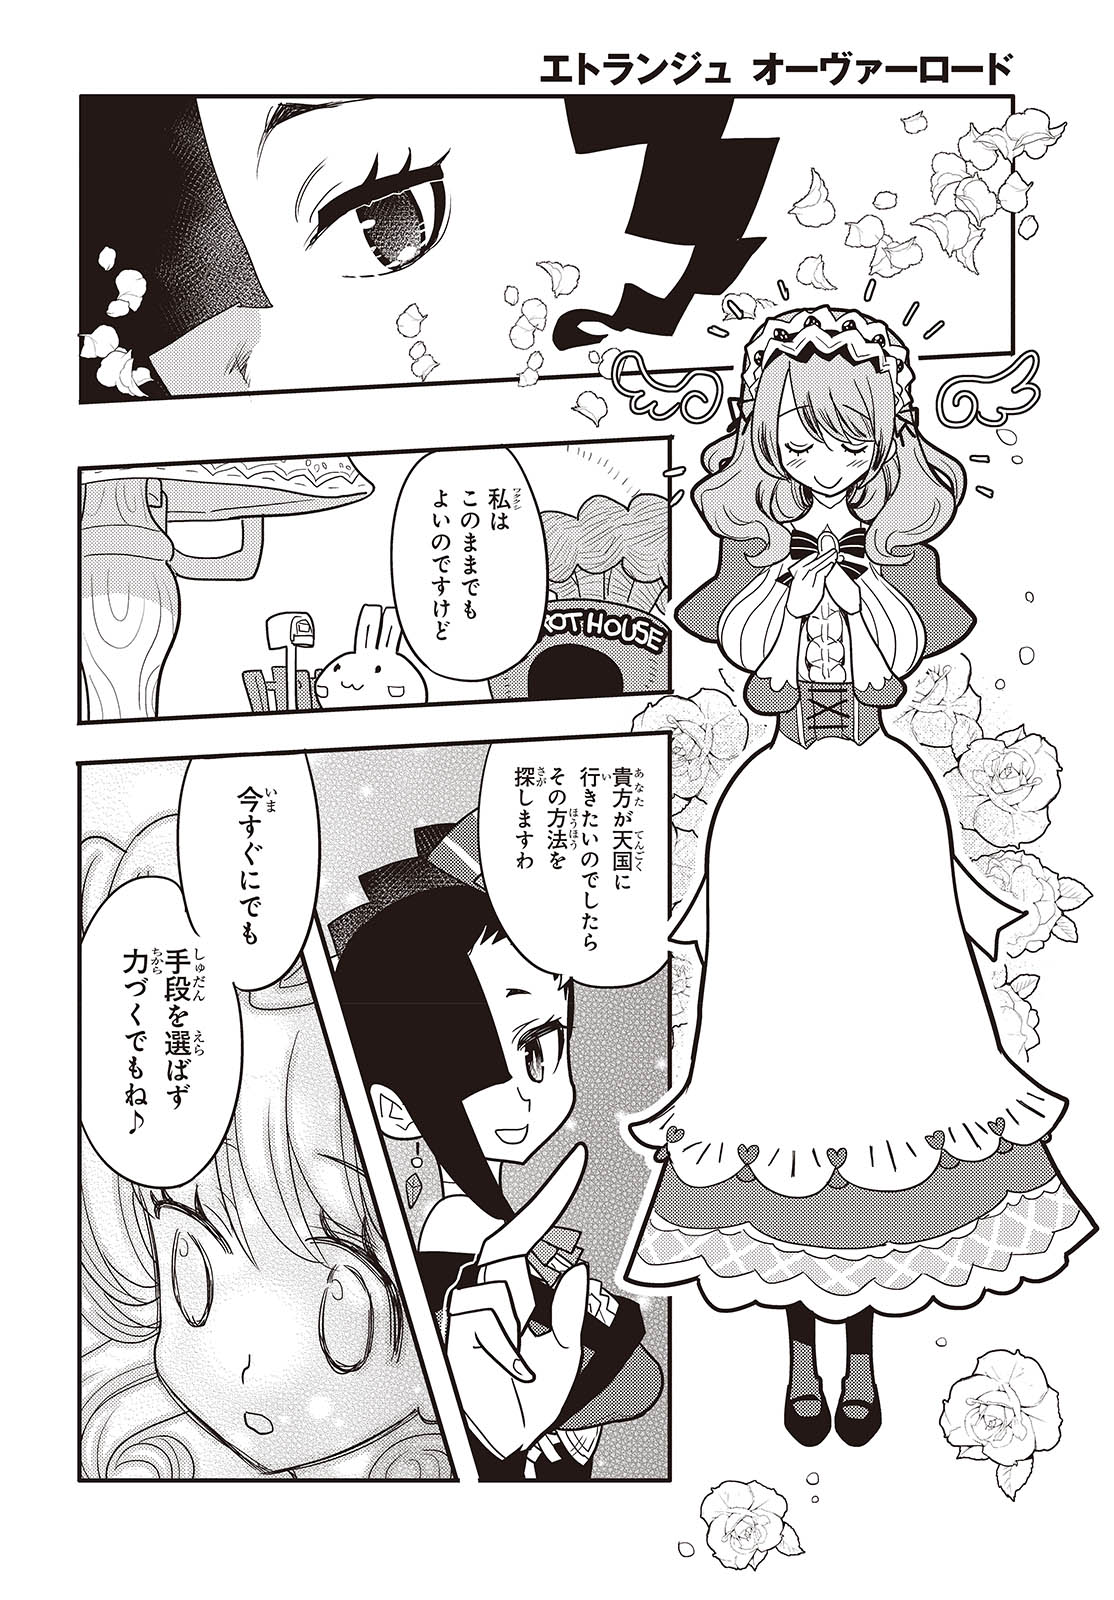 エトランジュ オーヴァーロード
私は
このままでも
よいのですけど
ROT HOUSE
貴方が天国に
行きたいのでしたら
その方法を
探しますわ
今すぐにでも
手段を選ばず
力づくでもね♪